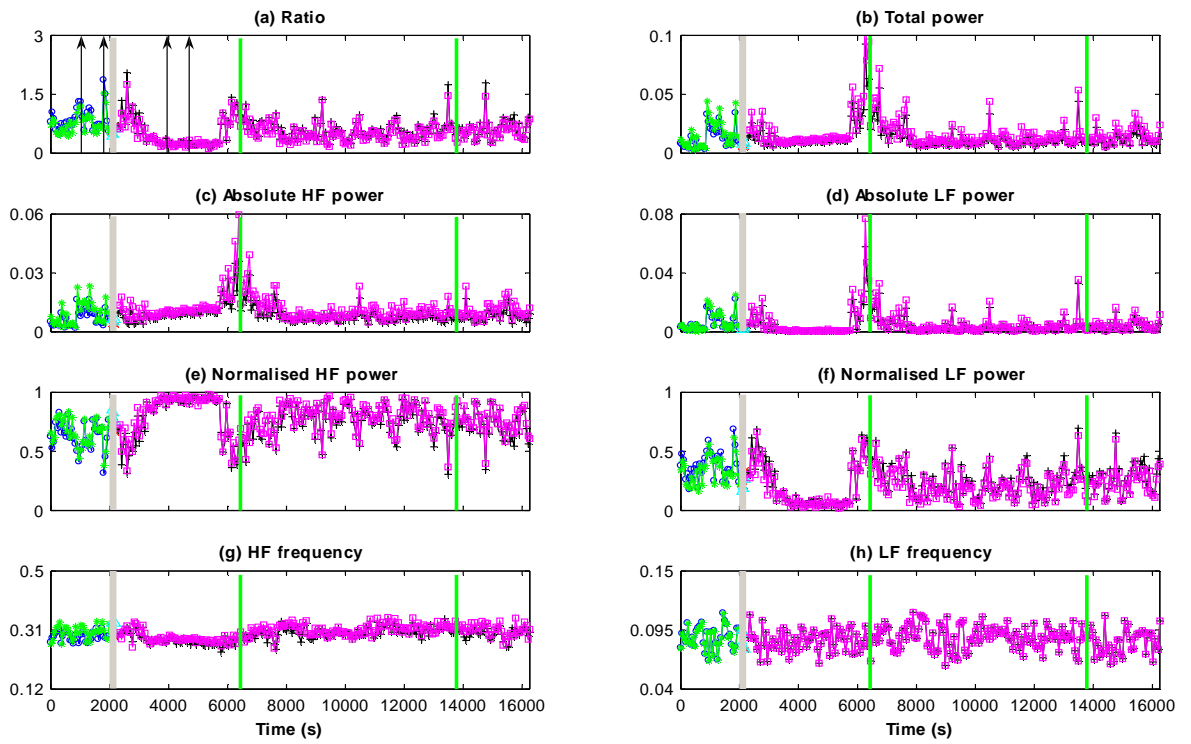 (a) Ratio
3
1.5
0
(b) Total power
0.1
0.05
0
(c) Absolute HF power
0.06
0.03
0
(d) Absolute LF power
0.08
0.04
0
(e) Normalised HF power
1
0.5
0
(f) Normalised LF power
1
0.5
0
(g) HF frequency
0.5
0.31
0.12
0 2000 4000 6000 8000 10000 12000 14000 16000
Time (s)
(h) LF frequency
0.15
0.095
0.04
0 2000 4000 6000 8000 10000 12000 14000 16000
Time (s)